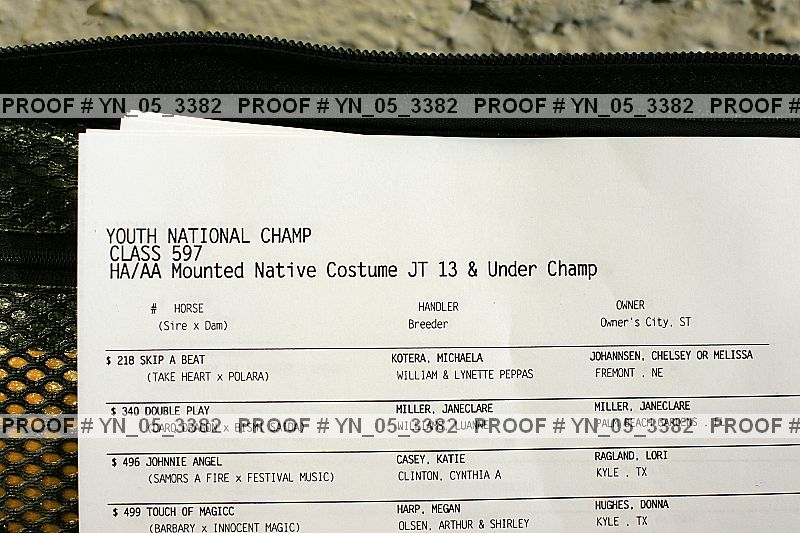 PROOF # YN_05_3382 PROOF # YN_05_3382 PROOF # YN_05_3382 PROOF #
YOUTH NATIONAL CHAMP
CLASS 597
HA/AA Mounted Native Costume JT 13 & Under Champ
# HORSE HANDLER OWNER
(Sire x Dam) Breeder Owner's City, ST
$ 218 SKIP A BEAT KOTERA, MICHAELA JOHANNSEN, CHELSEY OR MELISSA
(TAKE HEART x POLARA) WILLIAM & LYNETTE PEPPAS FREMONT , NE
$ 340 DOUBLE PLAY MILLER, JANECLARE MILLER, JANECLARE
PALM BEACH GARDENS , FL
PROOF # YN_05_3382 PROOF # YN_05_3382 PROOF # YN_05_3382 PROOF #
$ 496 JOHNNIE ANGEL CASEY, KATIE RAGLAND, LORI
(SAMORS A FIRE x FESTIVAL MUSIC) CLINTON, CYNTHIA A KYLE , TX
$ 499 TOUCH OF MAGICC HARP, MEGAN HUGHES, DONNA
(BARBARY x INNOCENT MAGIC) OLSEN, ARTHUR & SHIRLEY KYLE , TX